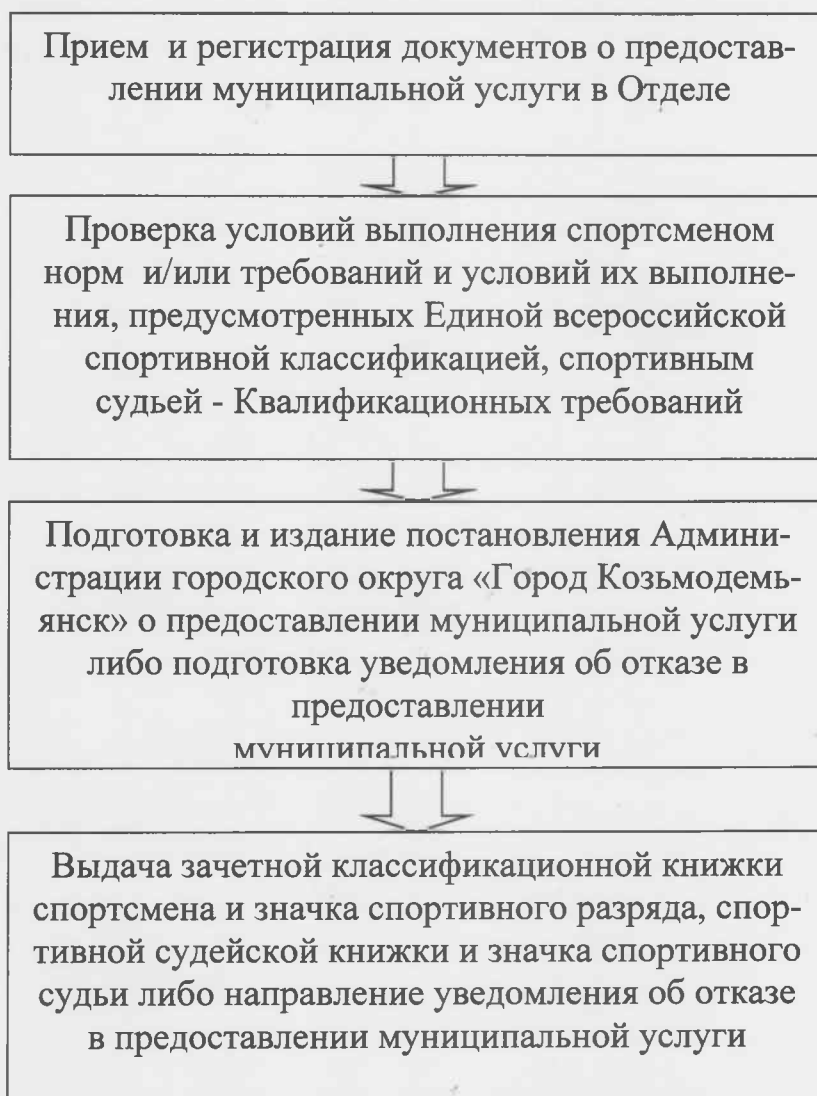 Прием и регистрация документов о предостав-
лении муниципальной услуги в Отделе
Проверка условий выполнения спортсменом
норм и/или требований и условий их выполне-
ния, предусмотренных Единой всероссийской
спортивной классификацией, спортивным
судьей - Квалификационных требований
Подготовка и издание постановления Админи-
страции городского округа «Город Козьмодемь-
янск» о предоставлении муниципальной услуги
либо подготовка уведомления об отказе в
предоставлении
муниципальной услуги
Выдача зачетной классификационной книжки
спортсмена и значка спортивного разряда, спор-
тивной судейской книжки и значка спортивного
судьи либо направление уведомления об отказе
в предоставлении муниципальной услуги